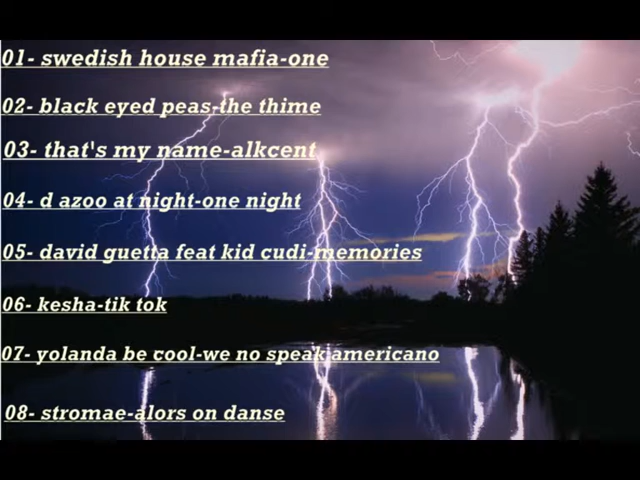 01- swedish house mafia-one
02- black eyed peas-the thime
03- that's my name-alkcent
04- d azoo at night-one night
05- david guetta feat kid cudi-memories
06- kesha-tik tok
07- yolanda be cool-we no speak americano
08- stromae-alors on danse